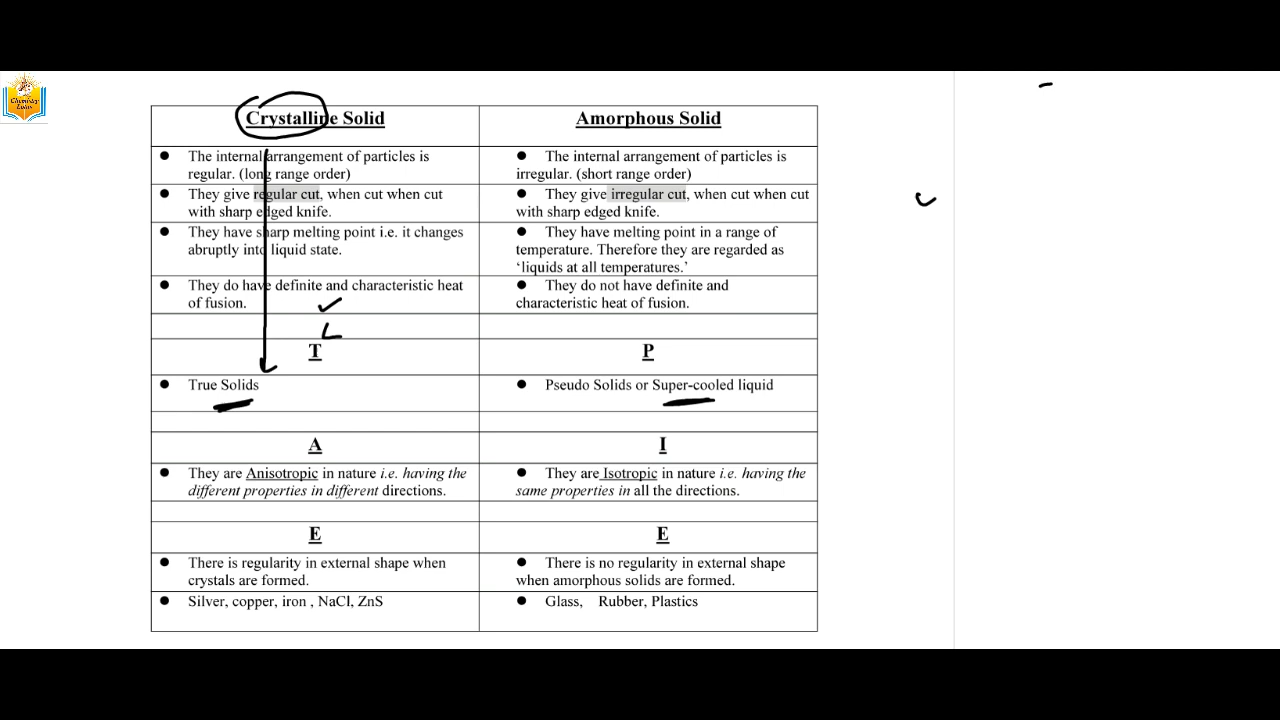 Chemistry
Crystalline Solid
Amorphous Solid
● The internal arrangement of particles is
regular. (long range order)
● The internal arrangement of particles is
irregular. (short range order)
● They give regular cut, when cut when cut
with sharp edged knife.
● They give irregular cut, when cut when cut
with sharp edged knife.
● They have sharp melting point i.e. it changes
abruptly into liquid state.
● They have melting point in a range of
temperature. Therefore they are regarded as
‘liquids at all temperatures.’
● They do have definite and characteristic heat
of fusion.
● They do not have definite and
characteristic heat of fusion.
T
P
● True Solids
● Pseudo Solids or Super-cooled liquid
A
I
● They are Anisotropic in nature i.e. having the
different properties in different directions.
● They are Isotropic in nature i.e. having the
same properties in all the directions.
E
E
● There is regularity in external shape when
crystals are formed.
● There is no regularity in external shape
when amorphous solids are formed.
● Silver, copper, iron , NaCl, ZnS
● Glass, Rubber, Plastics